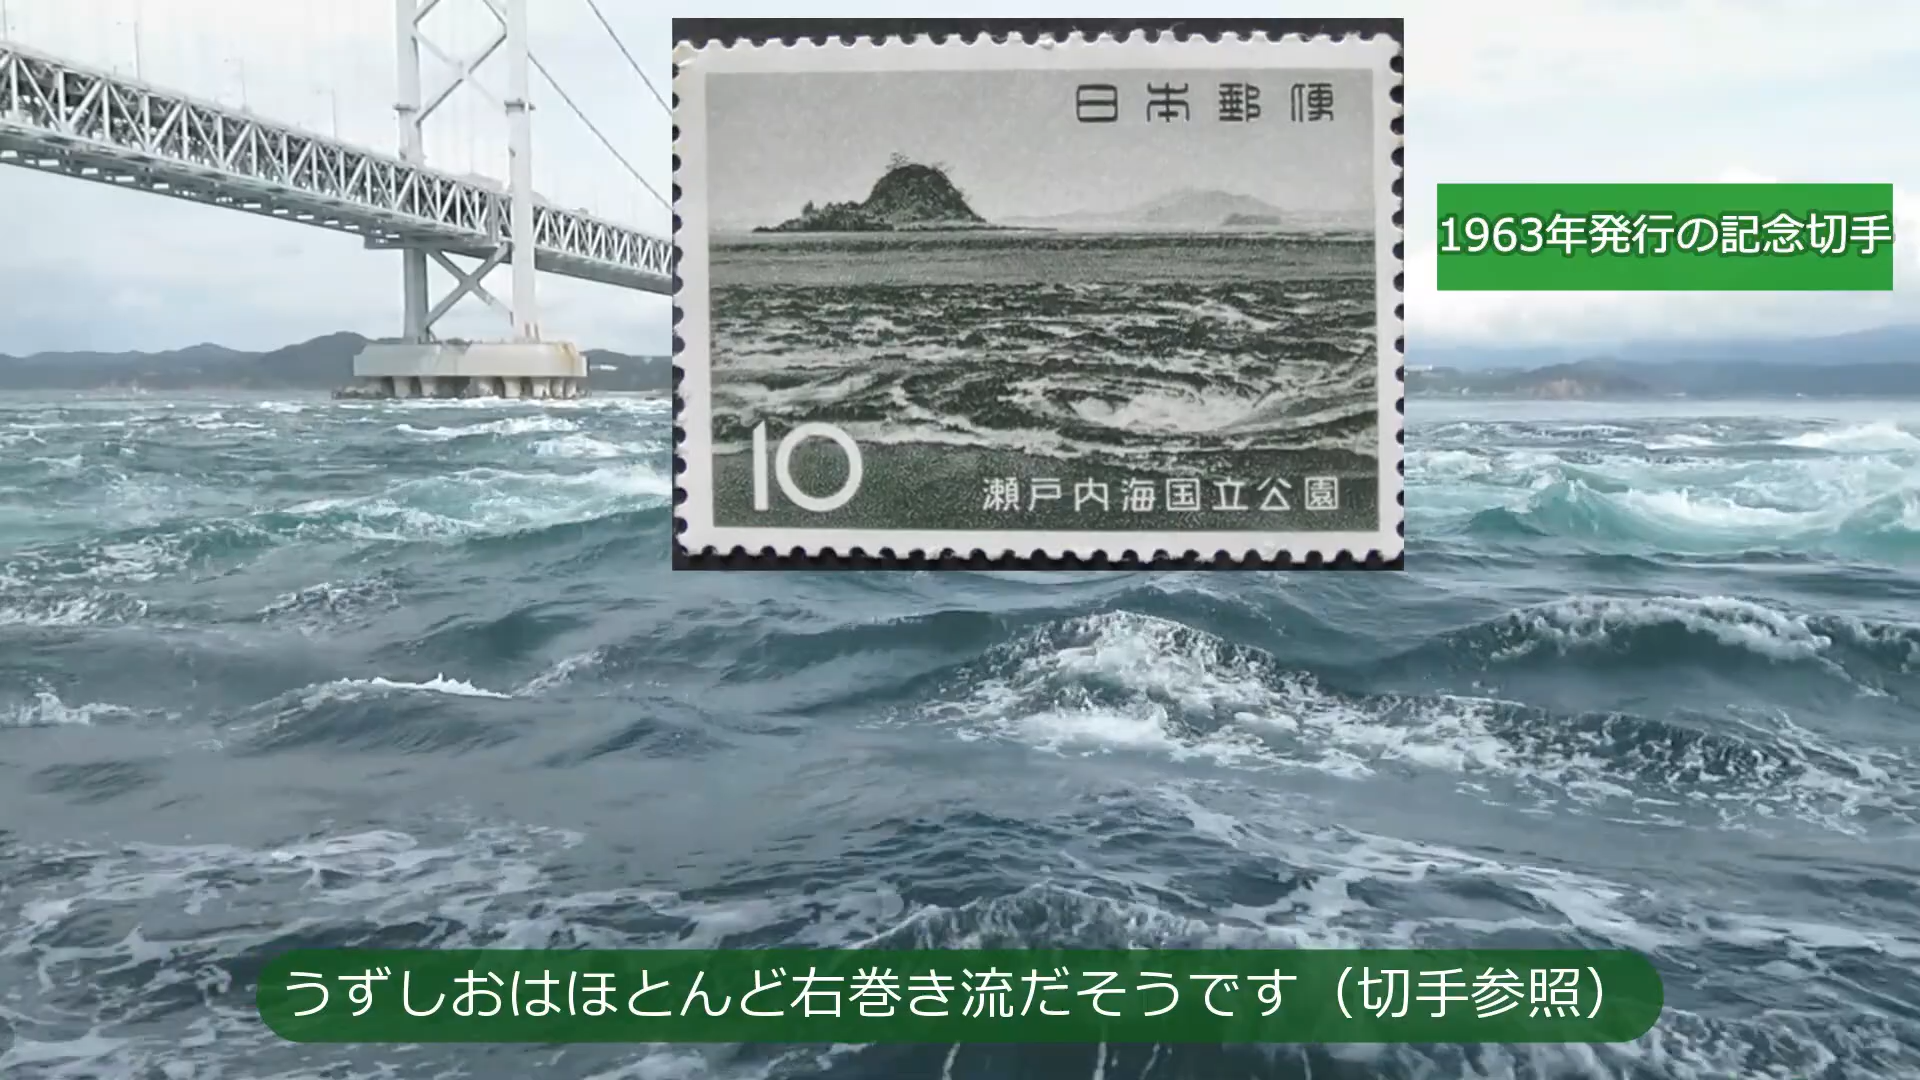 日本郵便
1963年発行の記念切手
10
瀬戸内海国立公園
うずしおはほとんど右巻き流だそうです（切手参照）